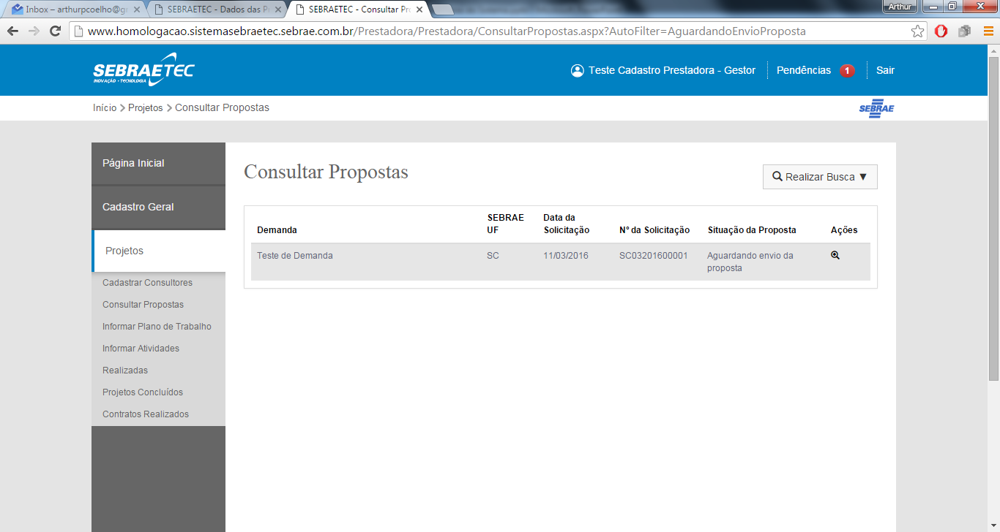 Inbox – arthurpcoelho@g
SEBRAETEC - Dados das P
SEBRAETEC - Consultar Pr
Arthur
www.homologacao.sistemasebraetec.sebrae.com.br/Prestadora/Prestadora/ConsultarPropostas.aspx?AutoFilter=AguardandoEnvioProposta
SEBRAETEC
INOVAÇÃO - TECNOLOGIA
Teste Cadastro Prestadora - Gestor
Pendências 1
Sair
Início > Projetos > Consultar Propostas
SEBRAE
Página Inicial
Cadastro Geral
Projetos
Cadastrar Consultores
Consultar Propostas
Informar Plano de Trabalho
Informar Atividades
Realizadas
Projetos Concluídos
Contratos Realizados
Consultar Propostas
Realizar Busca ▼
Demanda
SEBRAE
UF
Data da
Solicitação
Nº da Solicitação
Situação da Proposta
Ações
Teste de Demanda
SC
11/03/2016
SC03201600001
Aguardando envio da
proposta